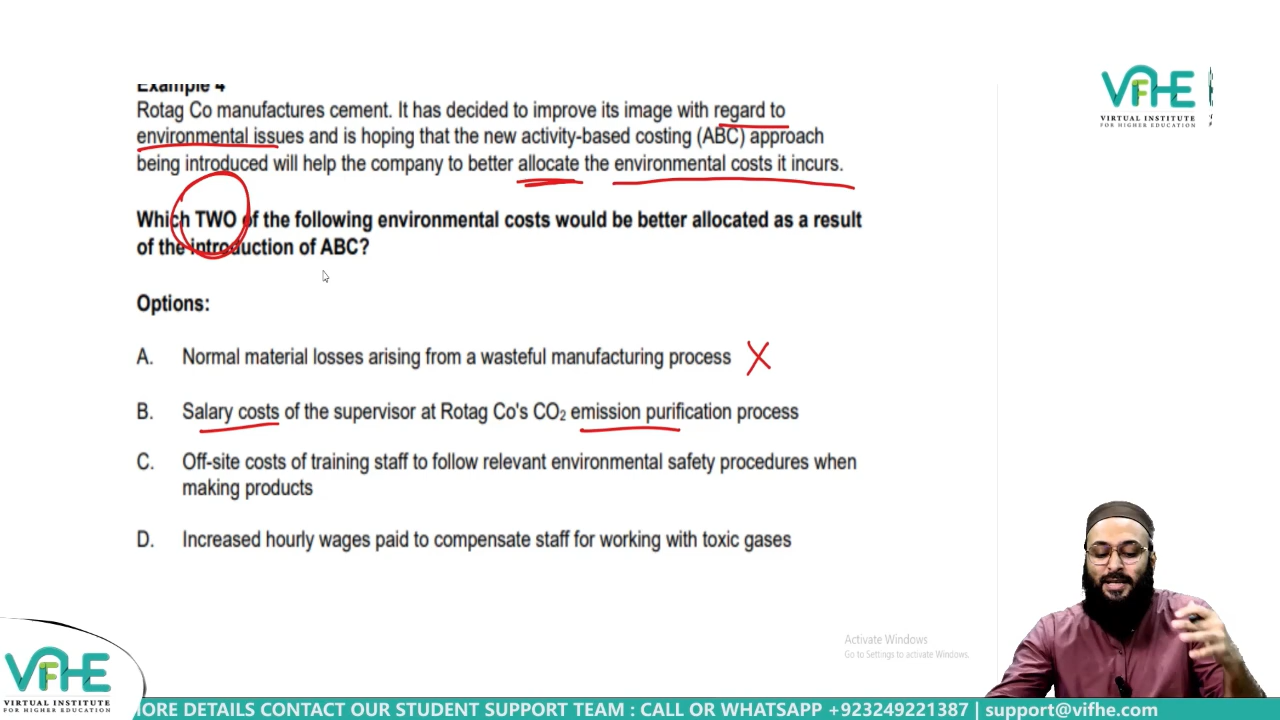 Example 4
Rotag Co manufactures cement. It has decided to improve its image with regard to
environmental issues and is hoping that the new activity-based costing (ABC) approach
being introduced will help the company to better allocate the environmental costs it incurs.
Which TWO of the following environmental costs would be better allocated as a result
of the introduction of ABC?
Options:
A. Normal material losses arising from a wasteful manufacturing process
B. Salary costs of the supervisor at Rotag Co's CO₂ emission purification process
C. Off-site costs of training staff to follow relevant environmental safety procedures when
making products
D. Increased hourly wages paid to compensate staff for working with toxic gases
VFHE
VIRTUAL INSTITUTE
FOR HIGHER EDUCATION
Activate Windows
Go to Settings to activate Windows.
VFHE
VIRTUAL INSTITUTE
FOR HIGHER EDUCATION
MORE DETAILS CONTACT OUR STUDENT SUPPORT TEAM : CALL OR WHATSAPP +923249221387 | support@vifhe.com